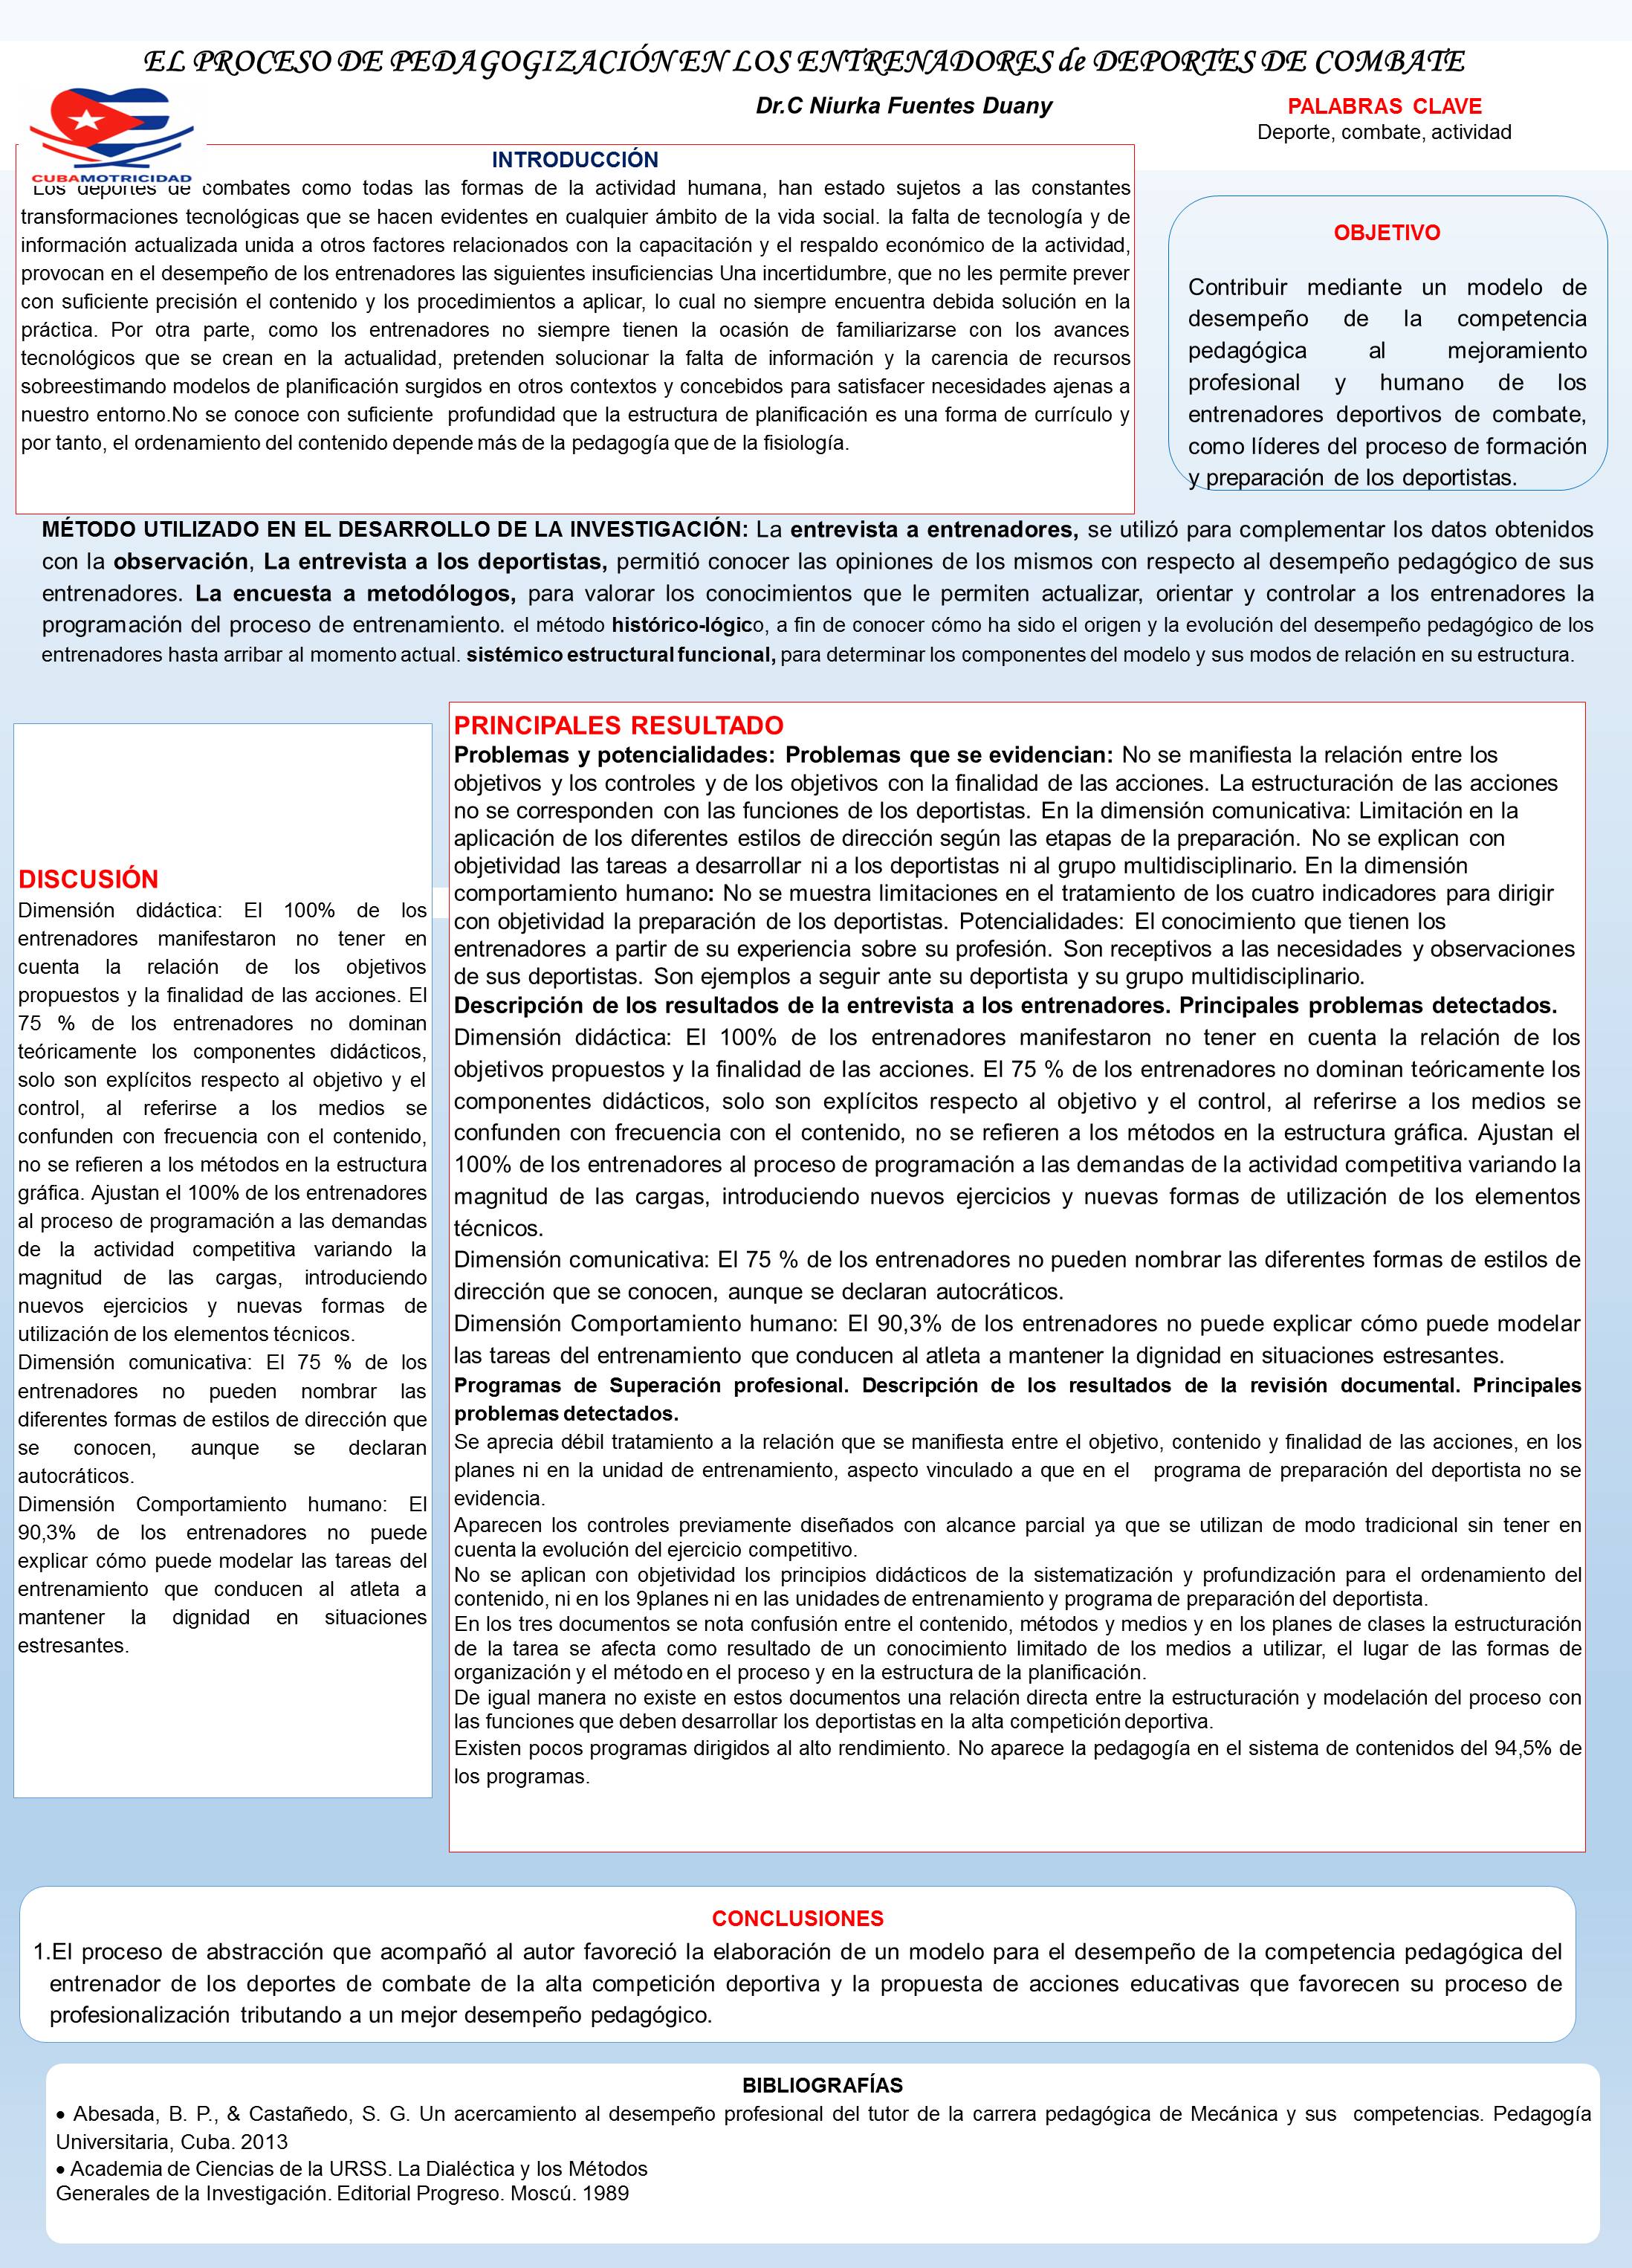 EL PROCESO DE PEDAGOGIZACIÓN EN LOS ENTRENADORES de DEPORTES DE COMBATE
Dr.C Niurka Fuentes Duany
PALABRAS CLAVE
Deporte, combate, actividad
CUBAMOTRICIDAD
INTRODUCCIÓN
Los deportes de combates como todas las formas de la actividad humana, han estado sujetos a las constantes
transformaciones tecnológicas que se hacen evidentes en cualquier ámbito de la vida social. la falta de tecnología y de
información actualizada unida a otros factores relacionados con la capacitación y el respaldo económico de la actividad,
provocan en el desempeño de los entrenadores las siguientes insuficiencias Una incertidumbre, que no les permite prever
con suficiente precisión el contenido y los procedimientos a aplicar, lo cual no siempre encuentra debida solución en la
práctica. Por otra parte, como los entrenadores no siempre tienen la ocasión de familiarizarse con los avances
tecnológicos que se crean en la actualidad, pretenden solucionar la falta de información y la carencia de recursos
sobreestimando modelos de planificación surgidos en otros contextos y concebidos para satisfacer necesidades ajenas a
nuestro entorno.No se conoce con suficiente profundidad que la estructura de planificación es una forma de currículo y
por tanto, el ordenamiento del contenido depende más de la pedagogía que de la fisiología.
OBJETIVO
Contribuir mediante un modelo de
desempeño de la competencia
pedagógica al mejoramiento
profesional y humano de los
entrenadores deportivos de combate,
como líderes del proceso de formación
y preparación de los deportistas.
MÉTODO UTILIZADO EN EL DESARROLLO DE LA INVESTIGACIÓN: La entrevista a entrenadores, se utilizó para complementar los datos obtenidos
con la observación, La entrevista a los deportistas, permitió conocer las opiniones de los mismos con respecto al desempeño pedagógico de sus
entrenadores. La encuesta a metodólogos, para valorar los conocimientos que le permiten actualizar, orientar y controlar a los entrenadores la
programación del proceso de entrenamiento. el método histórico-lógico, a fin de conocer cómo ha sido el origen y la evolución del desempeño pedagógico de los
entrenadores hasta arribar al momento actual. sistémico estructural funcional, para determinar los componentes del modelo y sus modos de relación en su estructura.
DISCUSIÓN
Dimensión didáctica: El 100% de los
entrenadores manifestaron no tener en
cuenta la relación de los objetivos
propuestos y la finalidad de las acciones. El
75 % de los entrenadores no dominan
teóricamente los componentes didácticos,
solo son explícitos respecto al objetivo y el
control, al referirse a los medios se
confunden con frecuencia con el contenido,
no se refieren a los métodos en la estructura
gráfica. Ajustan el 100% de los entrenadores
al proceso de programación a las demandas
de la actividad competitiva variando la
magnitud de las cargas, introduciendo
nuevos ejercicios y nuevas formas de
utilización de los elementos técnicos.
Dimensión comunicativa: El 75 % de los
entrenadores no pueden nombrar las
diferentes formas de estilos de dirección que
se conocen, aunque se declaran
autocráticos.
Dimensión Comportamiento humano: El
90,3% de los entrenadores no puede
explicar cómo puede modelar las tareas del
entrenamiento que conducen al atleta a
mantener la dignidad en situaciones
estresantes.
PRINCIPALES RESULTADO
Problemas y potencialidades: Problemas que se evidencian: No se manifiesta la relación entre los
objetivos y los controles y de los objetivos con la finalidad de las acciones. La estructuración de las acciones
no se corresponden con las funciones de los deportistas. En la dimensión comunicativa: Limitación en la
aplicación de los diferentes estilos de dirección según las etapas de la preparación. No se explican con
objetividad las tareas a desarrollar ni a los deportistas ni al grupo multidisciplinario. En la dimensión
comportamiento humano: No se muestra limitaciones en el tratamiento de los cuatro indicadores para dirigir
con objetividad la preparación de los deportistas. Potencialidades: El conocimiento que tienen los
entrenadores a partir de su experiencia sobre su profesión. Son receptivos a las necesidades y observaciones
de sus deportistas. Son ejemplos a seguir ante su deportista y su grupo multidisciplinario.
Descripción de los resultados de la entrevista a los entrenadores. Principales problemas detectados.
Dimensión didáctica: El 100% de los entrenadores manifestaron no tener en cuenta la relación de los
objetivos propuestos y la finalidad de las acciones. El 75 % de los entrenadores no dominan teóricamente los
componentes didácticos, solo son explícitos respecto al objetivo y el control, al referirse a los medios se
confunden con frecuencia con el contenido, no se refieren a los métodos en la estructura gráfica. Ajustan el
100% de los entrenadores al proceso de programación a las demandas de la actividad competitiva variando la
magnitud de las cargas, introduciendo nuevos ejercicios y nuevas formas de utilización de los elementos
técnicos.
Dimensión comunicativa: El 75 % de los entrenadores no pueden nombrar las diferentes formas de estilos de
dirección que se conocen, aunque se declaran autocráticos.
Dimensión Comportamiento humano: El 90,3% de los entrenadores no puede explicar cómo puede modelar
las tareas del entrenamiento que conducen al atleta a mantener la dignidad en situaciones estresantes.
Programas de Superación profesional. Descripción de los resultados de la revisión documental. Principales
problemas detectados.
Se aprecia débil tratamiento a la relación que se manifiesta entre el objetivo, contenido y finalidad de las acciones, en los
planes ni en la unidad de entrenamiento, aspecto vinculado a que en el programa de preparación del deportista no se
evidencia.
Aparecen los controles previamente diseñados con alcance parcial ya que se utilizan de modo tradicional sin tener en
cuenta la evolución del ejercicio competitivo.
No se aplican con objetividad los principios didácticos de la sistematización y profundización para el ordenamiento del
contenido, ni en los 9planes ni en las unidades de entrenamiento y programa de preparación del deportista.
En los tres documentos se nota confusión entre el contenido, métodos y medios y en los planes de clases la estructuración
de la tarea se afecta como resultado de un conocimiento limitado de los medios a utilizar, el lugar de las formas de
organización y el método en el proceso y en la estructura de la planificación.
De igual manera no existe en estos documentos una relación directa entre la estructuración y modelación del proceso con
las funciones que deben desarrollar los deportistas en la alta competición deportiva.
Existen pocos programas dirigidos al alto rendimiento. No aparece la pedagogía en el sistema de contenidos del 94,5% de
los programas.
CONCLUSIONES
1.El proceso de abstracción que acompañó al autor favoreció la elaboración de un modelo para el desempeño de la competencia pedagógica del
entrenador de los deportes de combate de la alta competición deportiva y la propuesta de acciones educativas que favorecen su proceso de
profesionalización tributando a un mejor desempeño pedagógico.
BIBLIOGRAFÍAS
• Abesada, B. P., & Castañedo, S. G. Un acercamiento al desempeño profesional del tutor de la carrera pedagógica de Mecánica y sus competencias. Pedagogía
Universitaria, Cuba. 2013
• Academia de Ciencias de la URSS. La Dialéctica y los Métodos
Generales de la Investigación. Editorial Progreso. Moscú. 1989